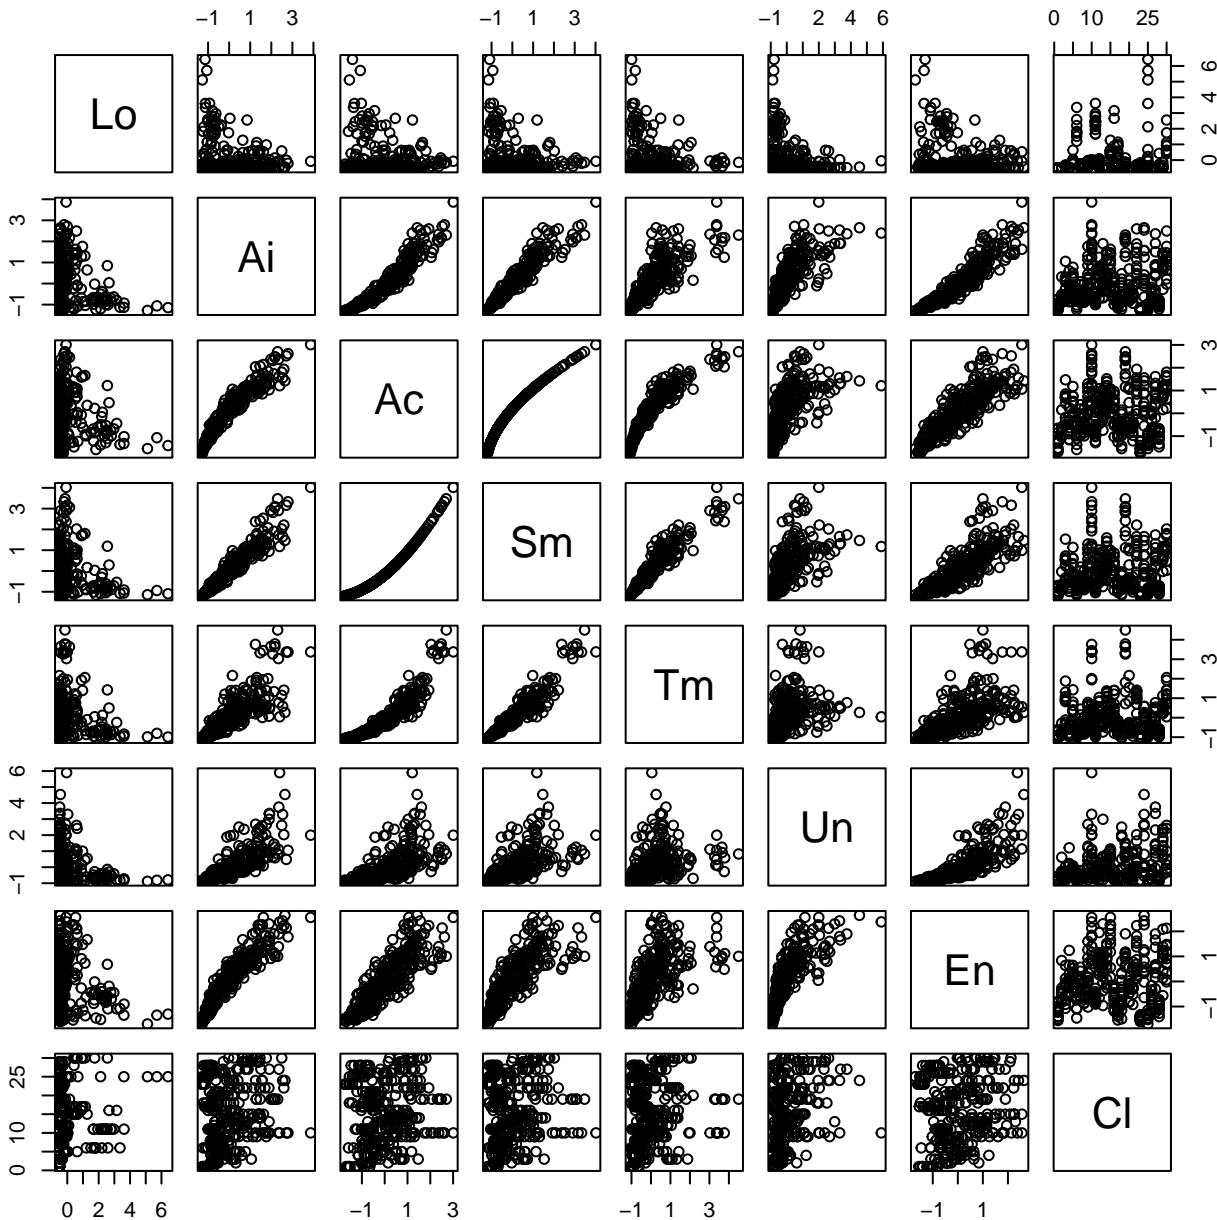 −1 1 3 −1 1 3 −1 2 4 6 0 10 25
Lo
0 2 4 6
−1 1 3
Ai
Ac
−1 1 3
−1 1 3
Sm
Tm
−1 1 3
−1 2 4 6
Un
En
−1 1
0 10 25
Cl
0 2 4 6 −1 1 3 −1 1 3 −1 1